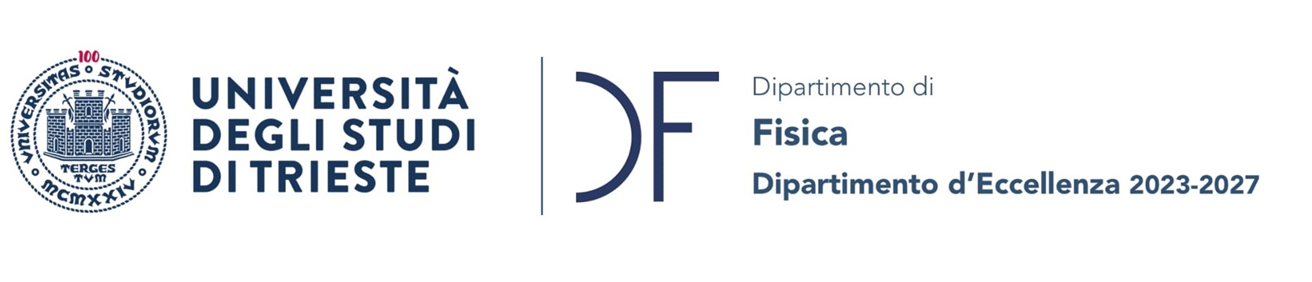 100
UNIVERSITAS STVDIORVM
TERGES
TVM
MCMXXIV
UNIVERSITÀ
DEGLI STUDI
DI TRIESTE
DF
Dipartimento di
Fisica
Dipartimento d'Eccellenza 2023-2027